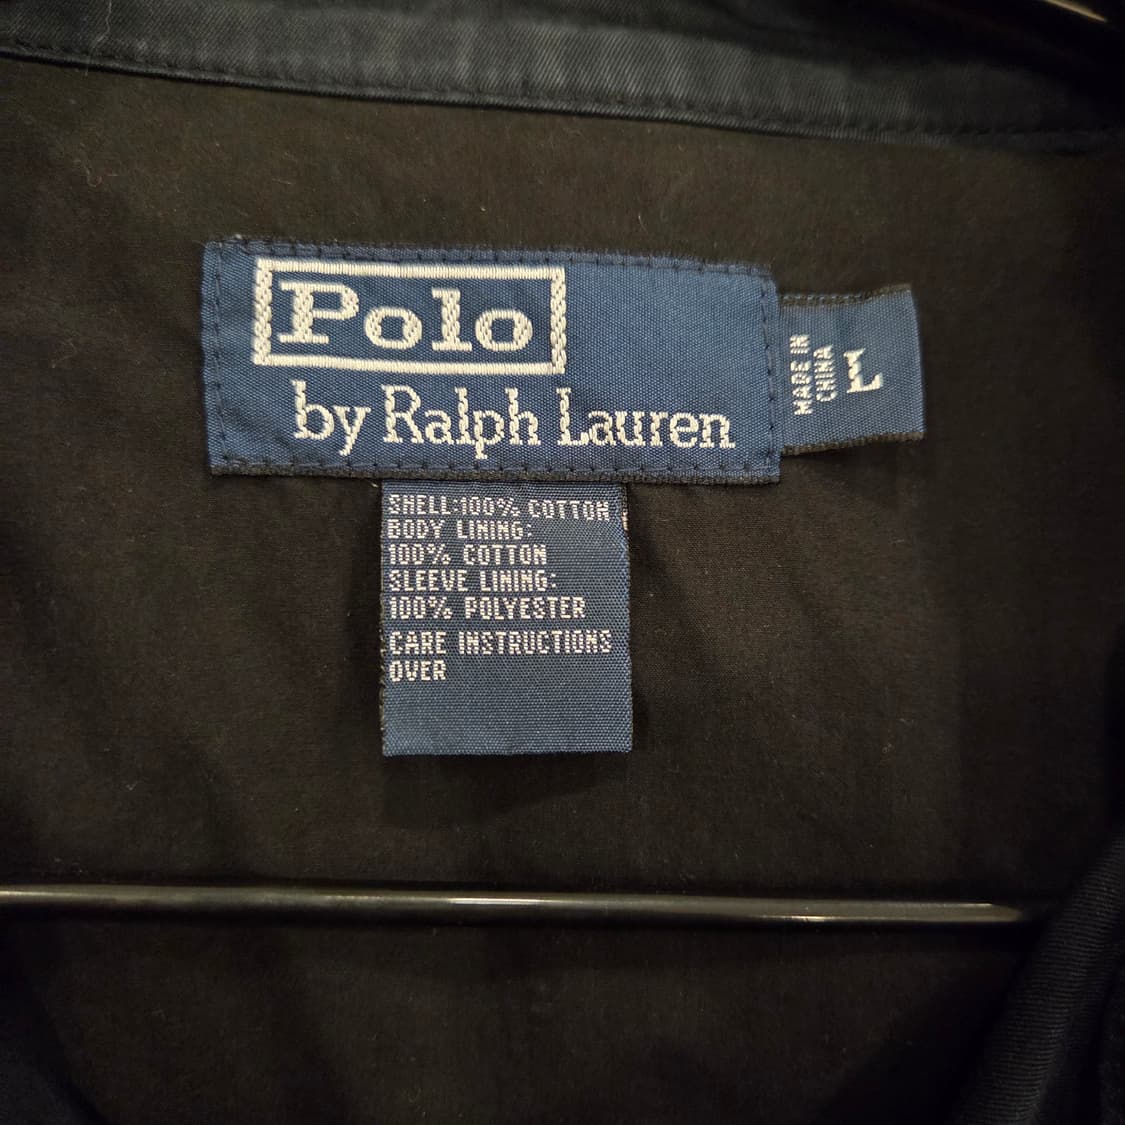 Polo
by Ralph Lauren
MADE IN
CHINA
L
SHELL:100% COTTON
BODY LINING:
100% COTTON
SLEEVE LINING:
100% POLYESTER
CARE INSTRUCTIONS
OVER